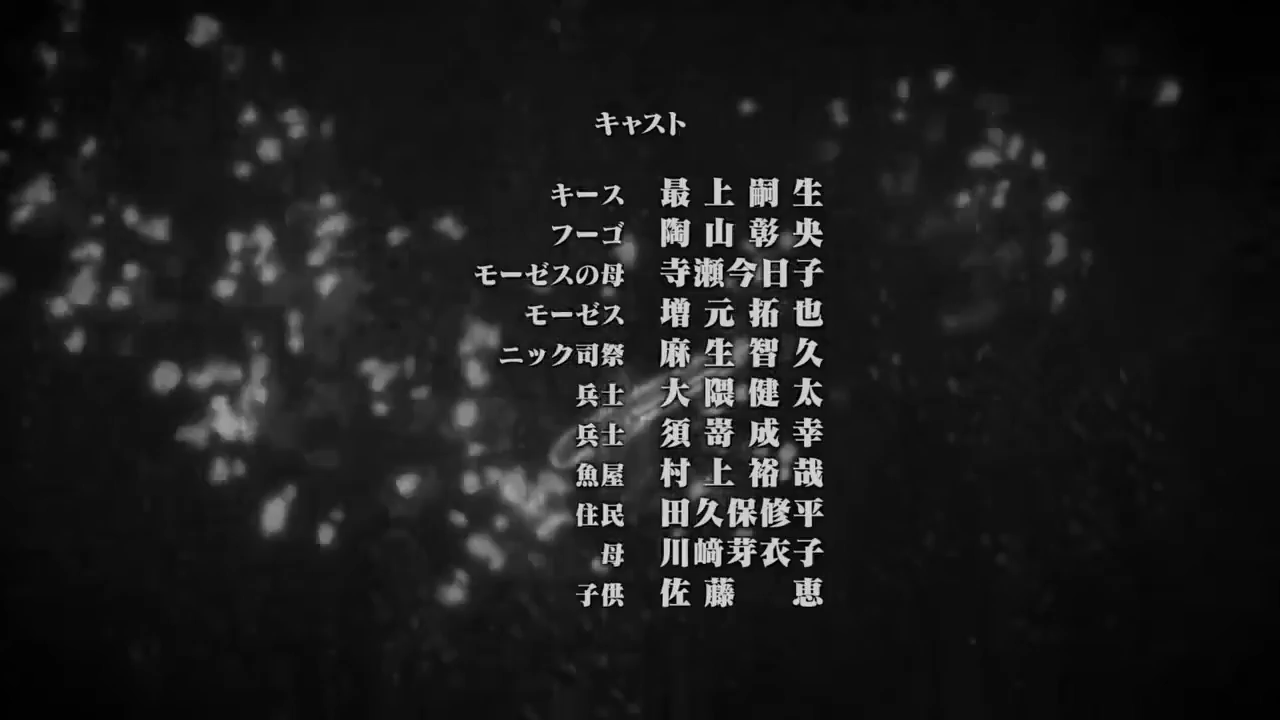 キャスト
キース 最上嗣生
フーゴ 陶山彰央
モーゼスの母 寺瀬今日子
モーゼス 増元拓也
ニック司祭 麻生智久
兵士 大隈健太
兵士 須嵜成幸
魚屋 村上裕哉
住民 田久保修平
母 川﨑芽衣子
子供 佐藤 恵